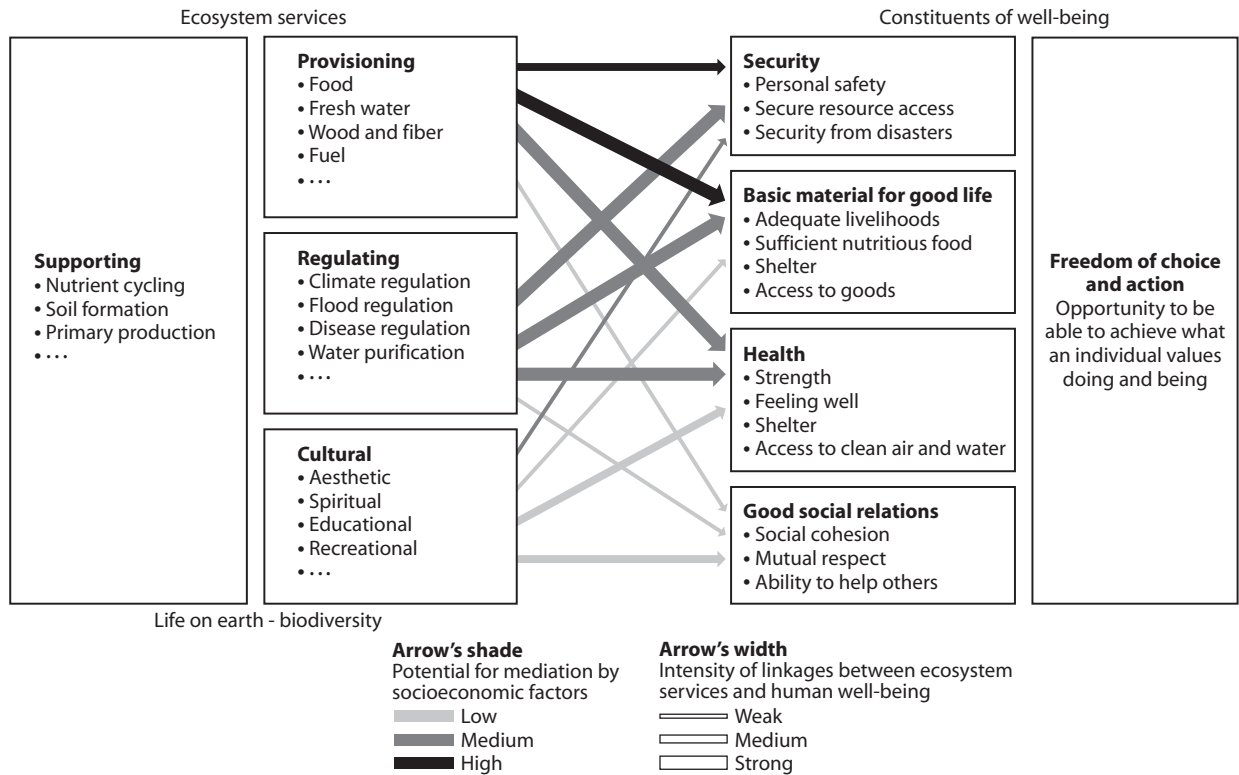 Ecosystem services
Constituents of well-being
Supporting
• Nutrient cycling
• Soil formation
• Primary production
• ...
Provisioning
• Food
• Fresh water
• Wood and fiber
• Fuel
• ...
Regulating
• Climate regulation
• Flood regulation
• Disease regulation
• Water purification
• ...
Cultural
• Aesthetic
• Spiritual
• Educational
• Recreational
• ...
Security
• Personal safety
• Secure resource access
• Security from disasters
Basic material for good life
• Adequate livelihoods
• Sufficient nutritious food
• Shelter
• Access to goods
Health
• Strength
• Feeling well
• Shelter
• Access to clean air and water
Good social relations
• Social cohesion
• Mutual respect
• Ability to help others
Freedom of choice
and action
Opportunity to be
able to achieve what
an individual values
doing and being
Life on earth - biodiversity
Arrow's shade
Potential for mediation by
socioeconomic factors
Low
Medium
High
Arrow's width
Intensity of linkages between ecosystem
services and human well-being
Weak
Medium
Strong